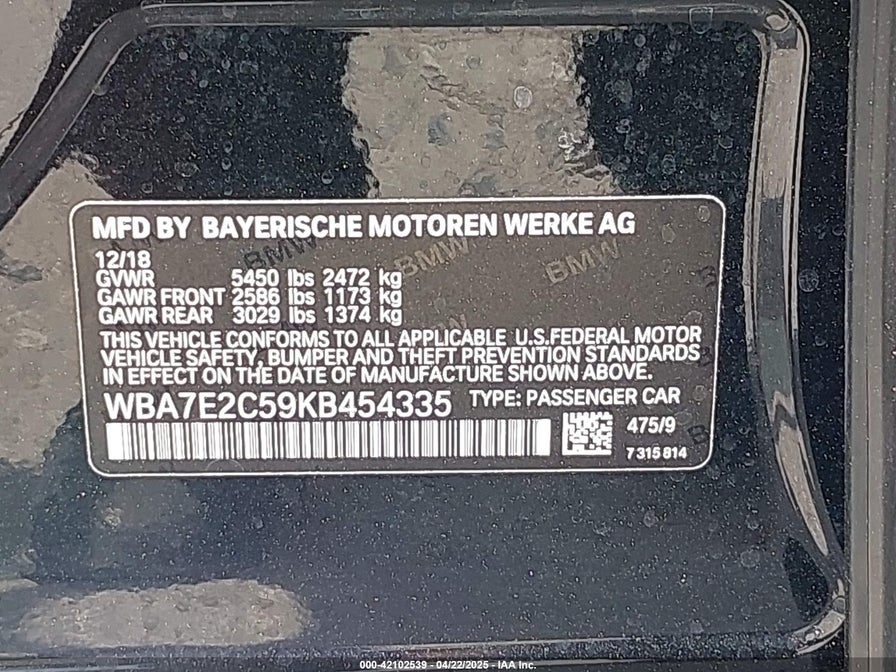 MFD BY BAYERISCHE MOTOREN WERKE AG
12/18
GVWR 5450 lbs 2472 kg
GAWR FRONT 2586 lbs 1173 kg
GAWR REAR 3029 lbs 1374 kg
THIS VEHICLE CONFORMS TO ALL APPLICABLE U.S.FEDERAL MOTOR
VEHICLE SAFETY, BUMPER AND THEFT PREVENTION STANDARDS
IN EFFECT ON THE DATE OF MANUFACTURE SHOWN ABOVE.
WBA7E2C59KB454335 TYPE: PASSENGER CAR
475/9
7 315 814
BMW BMW BMW
000-42102539 - 04/22/2025 - IAA Inc.